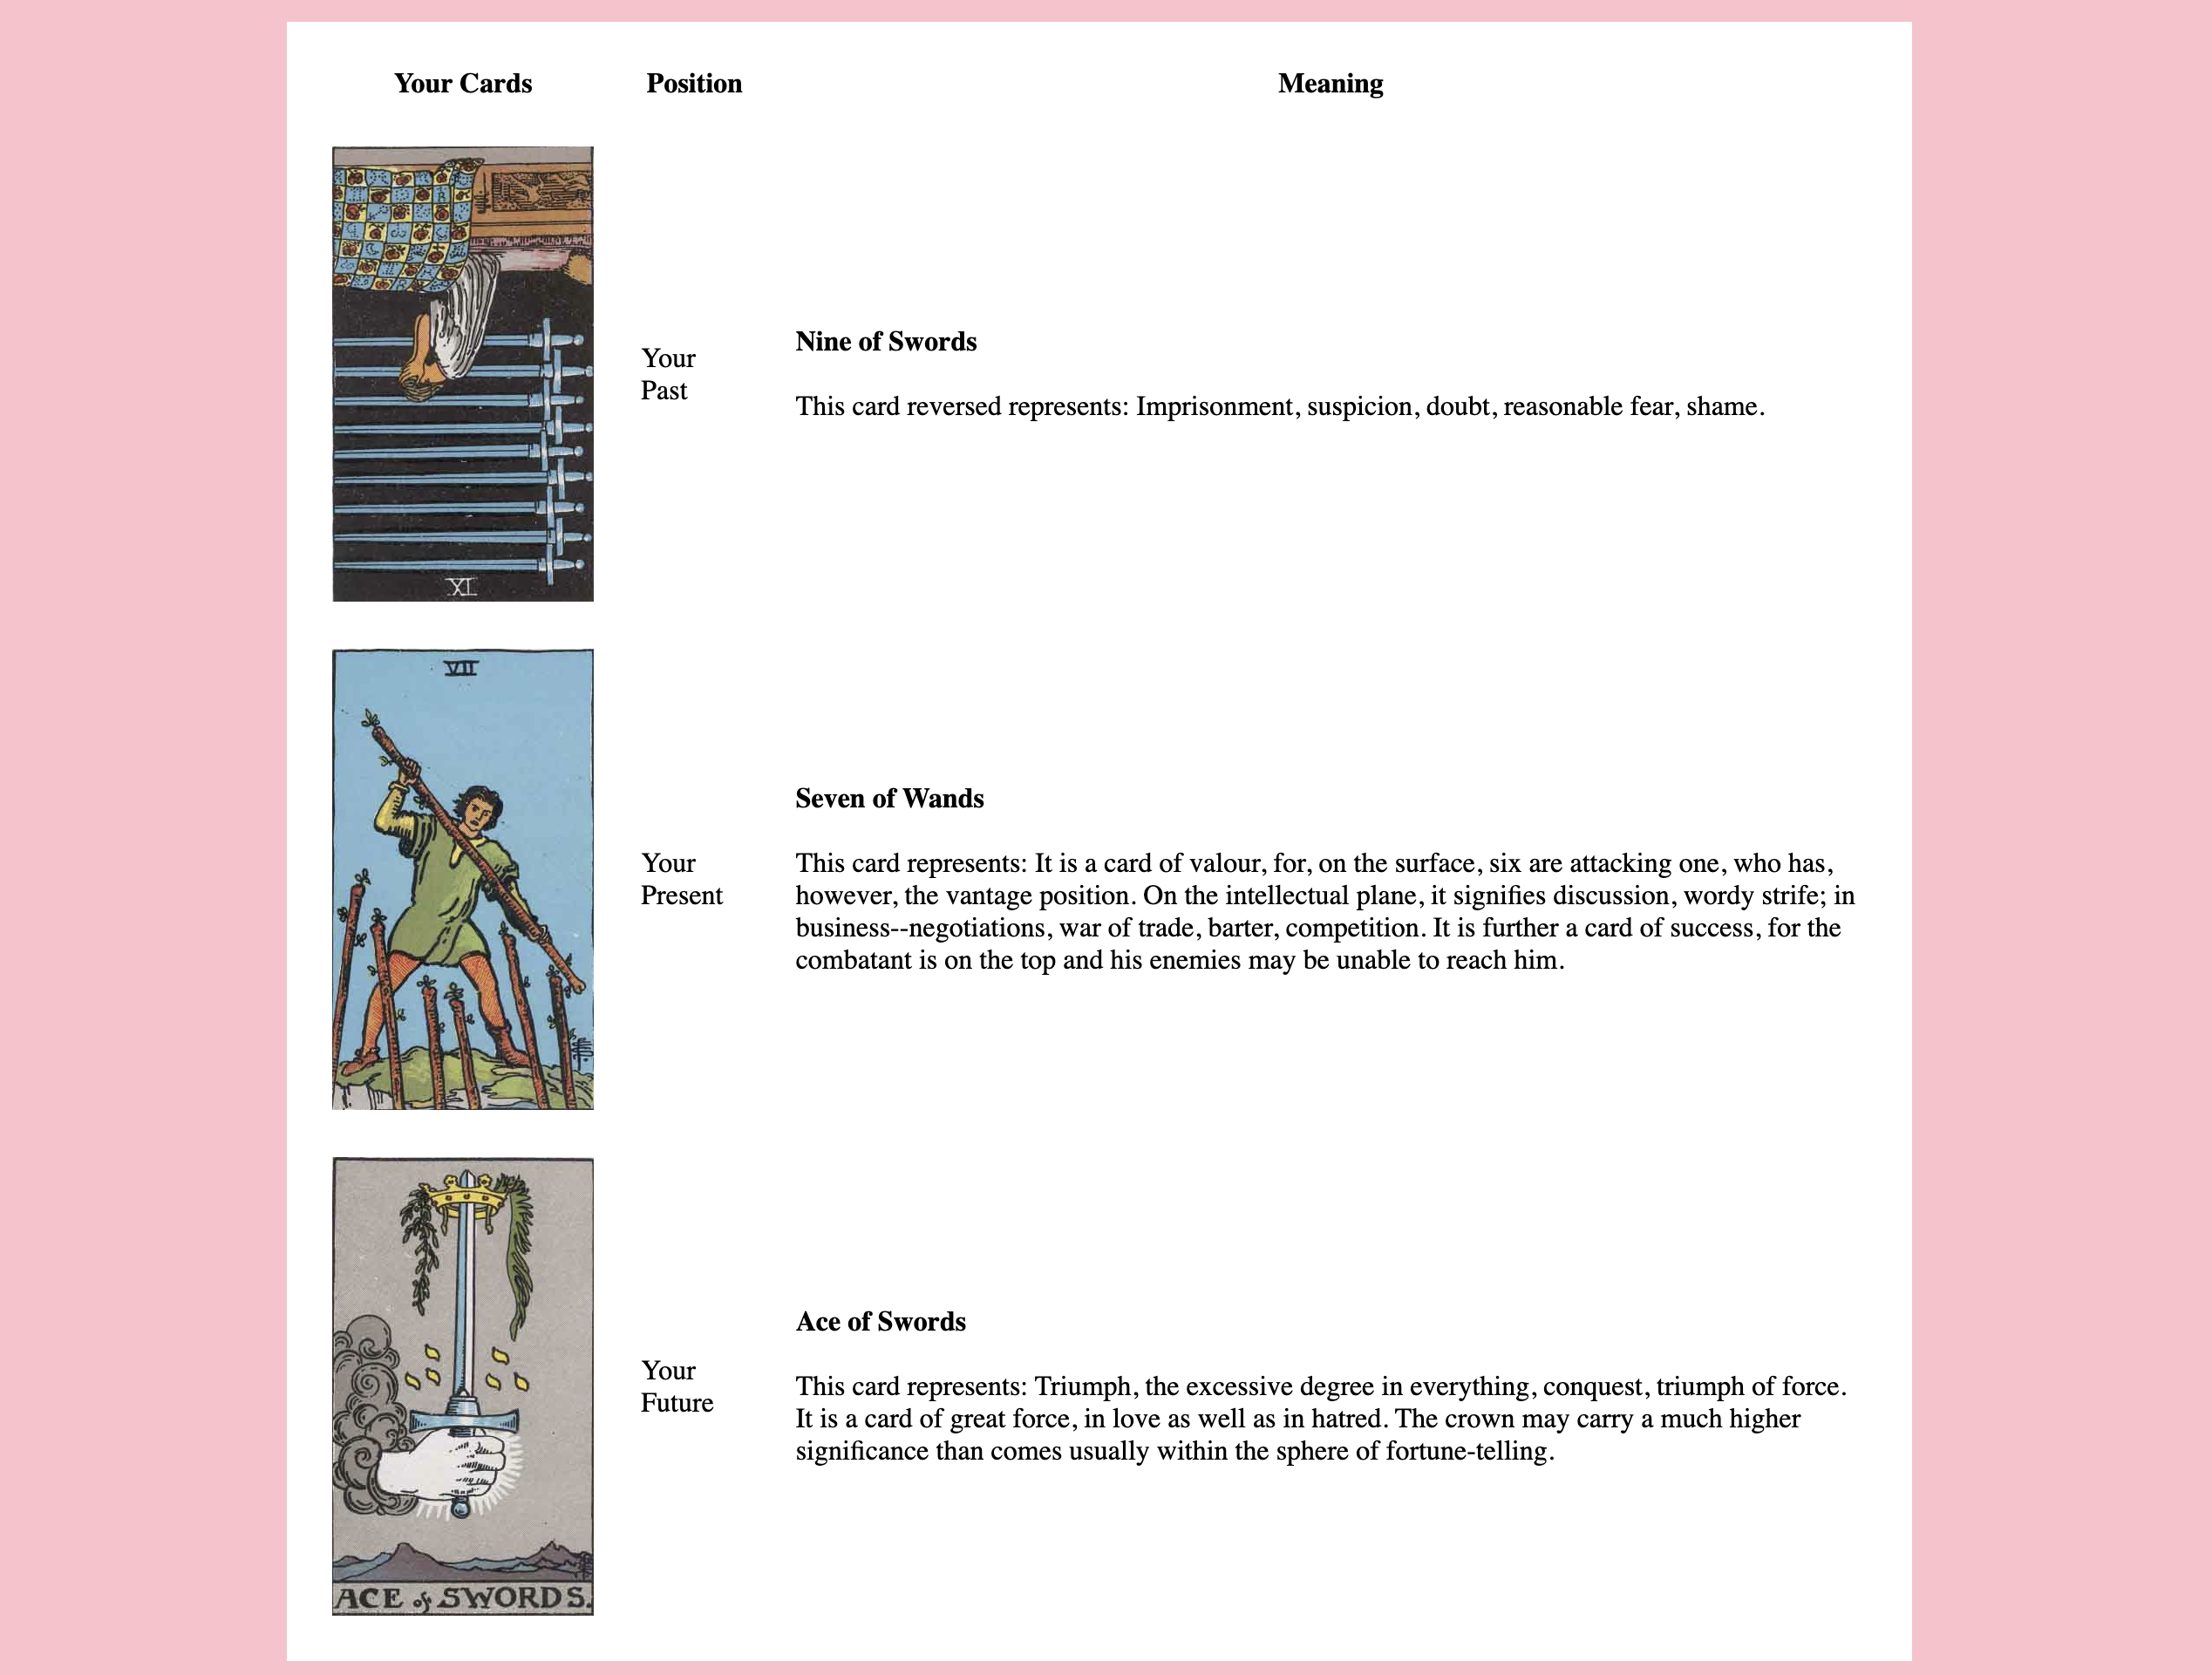 Your Cards
Position
Meaning
XI
Your
Past
Nine of Swords
This card reversed represents: Imprisonment, suspicion, doubt, reasonable fear, shame.
VII
Your
Present
Seven of Wands
This card represents: It is a card of valour, for, on the surface, six are attacking one, who has,
however, the vantage position. On the intellectual plane, it signifies discussion, wordy strife; in
business--negotiations, war of trade, barter, competition. It is further a card of success, for the
combatant is on the top and his enemies may be unable to reach him.
Your
Future
Ace of Swords
This card represents: Triumph, the excessive degree in everything, conquest, triumph of force.
It is a card of great force, in love as well as in hatred. The crown may carry a much higher
significance than comes usually within the sphere of fortune-telling.
ACE of SWORDS.